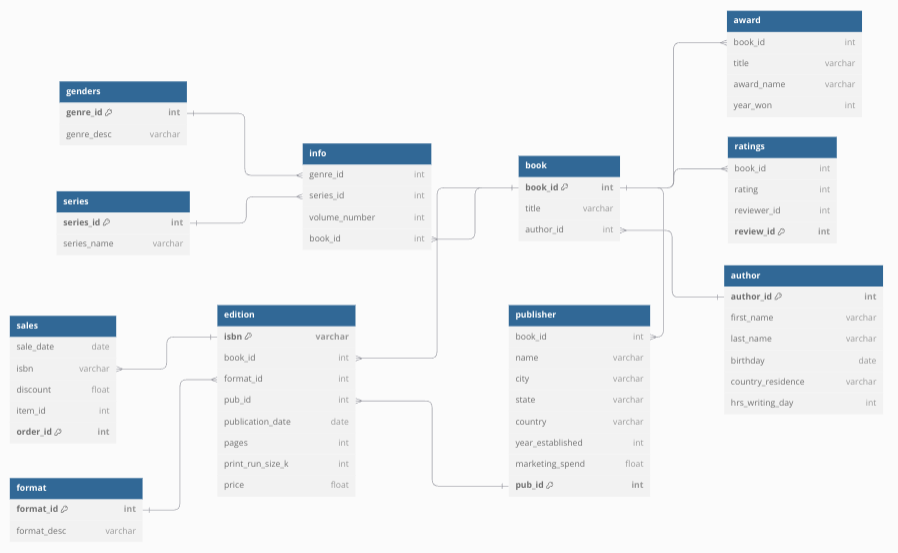 award
book_id int
title varchar
award_name varchar
year_won int
genders
genre_id int
genre_desc varchar
ratings
book_id int
rating int
reviewer_id int
review_id int
info
genre_id int
series_id int
volume_number int
book_id int
book
book_id int
title varchar
author_id int
series
series_id int
series_name varchar
author
author_id int
first_name varchar
last_name varchar
birthday date
country_residence varchar
hrs_writing_day int
edition
isbn varchar
book_id int
format_id int
pub_id int
publication_date date
pages int
print_run_size_k int
price float
publisher
book_id int
name varchar
city varchar
state varchar
country varchar
year_established int
marketing_spend float
pub_id int
sales
sale_date date
isbn varchar
discount float
item_id int
order_id int
format
format_id int
format_desc varchar